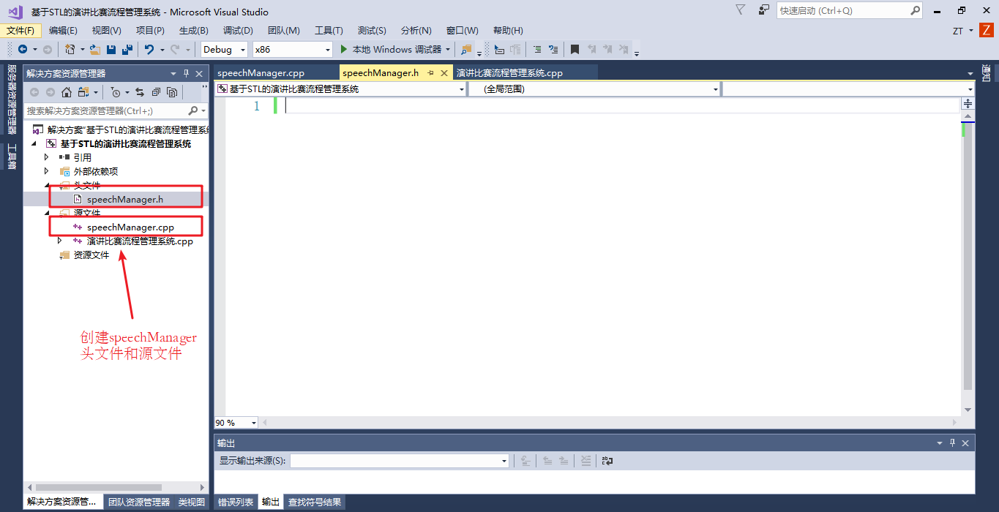 基于STL的演讲比赛流程管理系统 - Microsoft Visual Studio
快速启动 (Ctrl+Q)
文件(F) 编辑(E) 视图(V) 项目(P) 生成(B) 调试(D) 团队(M) 工具(T) 测试(S) 分析(N) 窗口(W) 帮助(H)
ZT Z
Debug x86 本地 Windows 调试器
服务器资源管理器
工具箱
解决方案资源管理器
搜索解决方案资源管理器(Ctrl+;)
解决方案"基于STL的演讲比赛流程管理系
基于STL的演讲比赛流程管理系统
引用
外部依赖项
头文件
speechManager.h
源文件
speechManager.cpp
演讲比赛流程管理系统.cpp
资源文件
创建speechManager
头文件和源文件
解决方案资源管... 团队资源管理器 类视图
speechManager.cpp speechManager.h 演讲比赛流程管理系统.cpp
基于STL的演讲比赛流程管理系统 (全局范围)
1
90 %
输出
显示输出来源(S):
错误列表 输出 查找符号结果
通知